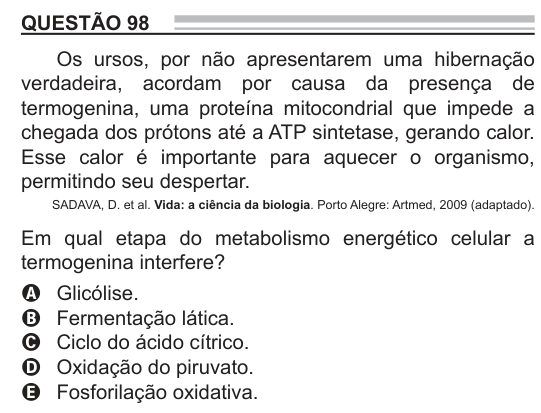 QUESTÃO 98
Os ursos, por não apresentarem uma hibernação
verdadeira, acordam por causa da presença de
termogenina, uma proteína mitocondrial que impede a
chegada dos prótons até a ATP sintetase, gerando calor.
Esse calor é importante para aquecer o organismo,
permitindo seu despertar.
SADAVA, D. et al. Vida: a ciência da biologia. Porto Alegre: Artmed, 2009 (adaptado).
Em qual etapa do metabolismo energético celular a
termogenina interfere?
A Glicólise.
B Fermentação lática.
C Ciclo do ácido cítrico.
D Oxidação do piruvato.
E Fosforilação oxidativa.